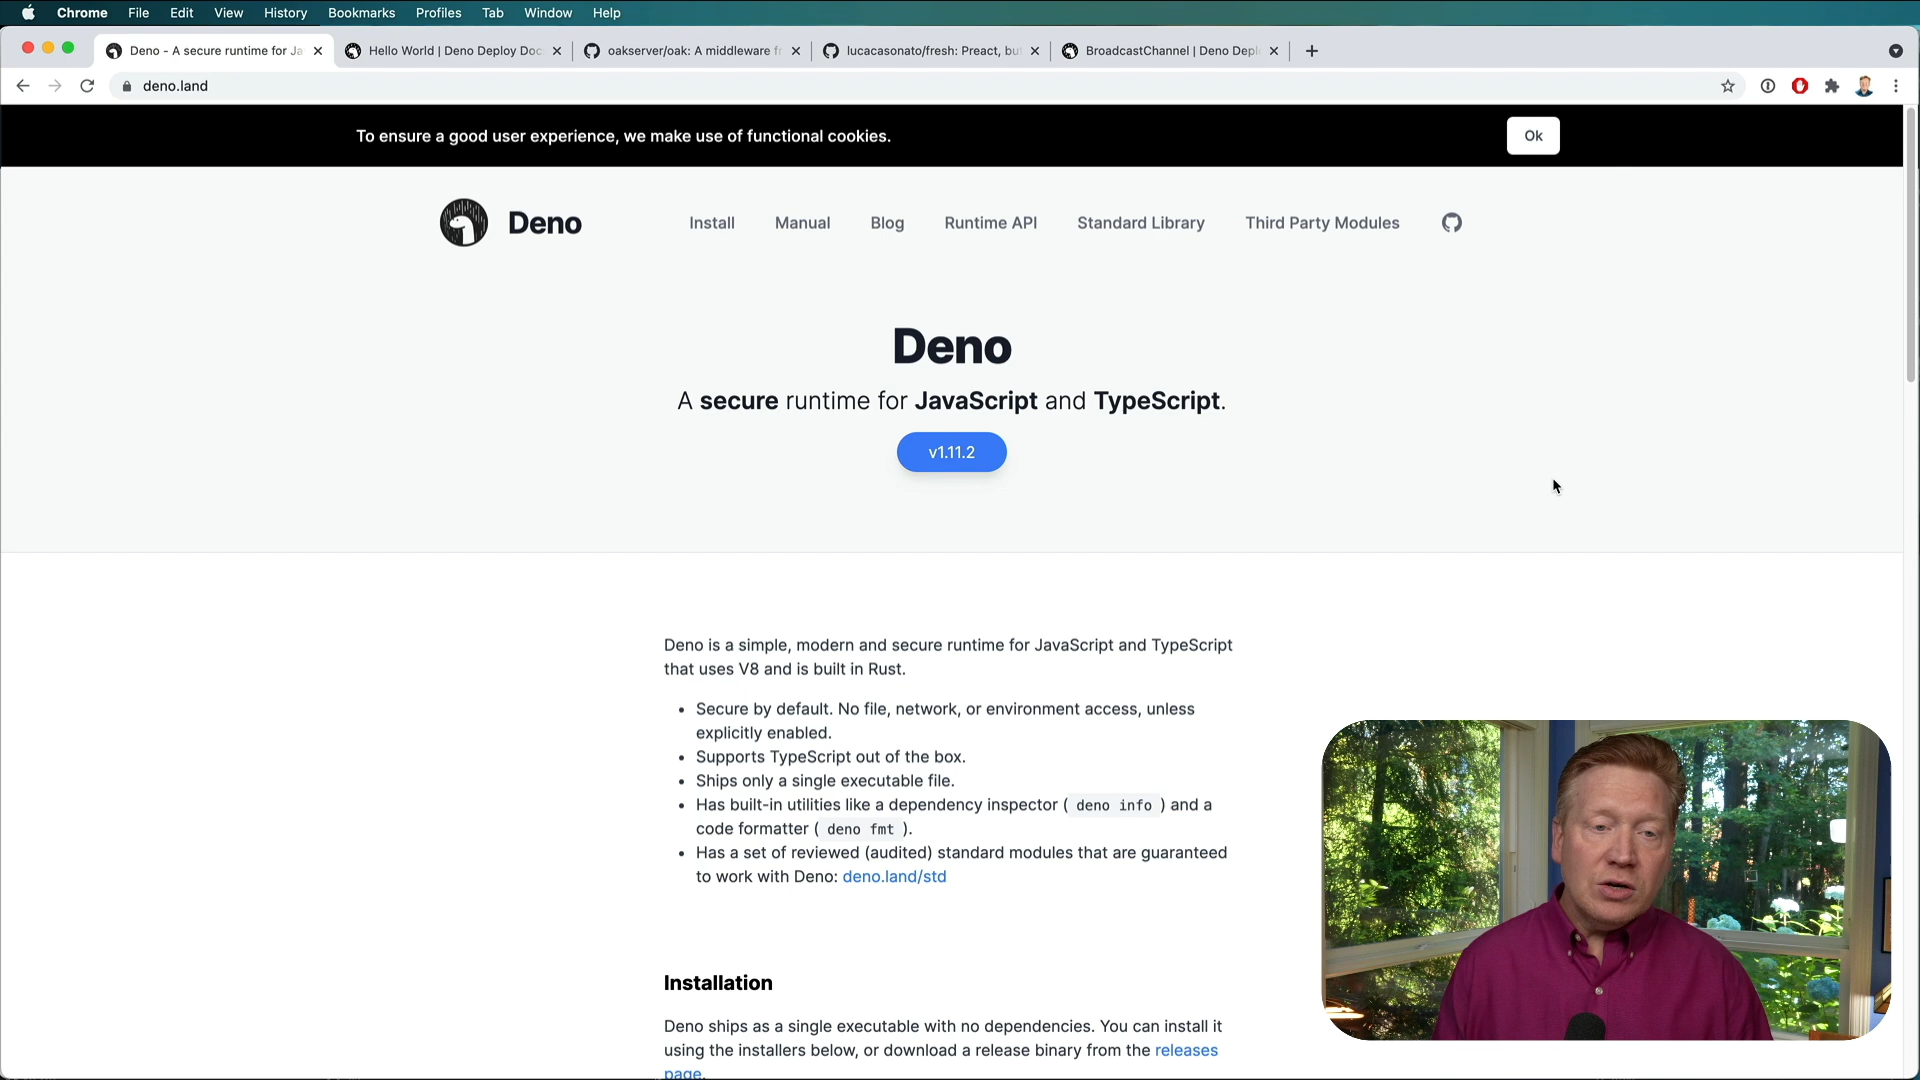 Chrome File Edit View History Bookmarks Profiles Tab Window Help
Deno - A secure runtime for Ja
Hello World | Deno Deploy Doc
oakserver/oak: A middleware f
lucacasonato/fresh: Preact, bu
BroadcastChannel | Deno Depl
deno.land
To ensure a good user experience, we make use of functional cookies.
Ok
Deno
Install Manual Blog Runtime API Standard Library Third Party Modules
Deno
A secure runtime for JavaScript and TypeScript.
v1.11.2
Deno is a simple, modern and secure runtime for JavaScript and TypeScript
that uses V8 and is built in Rust.
• Secure by default. No file, network, or environment access, unless
explicitly enabled.
• Supports TypeScript out of the box.
• Ships only a single executable file.
• Has built-in utilities like a dependency inspector ( deno info ) and a
code formatter ( deno fmt ).
• Has a set of reviewed (audited) standard modules that are guaranteed
to work with Deno: deno.land/std
Installation
Deno ships as a single executable with no dependencies. You can install it
using the installers below, or download a release binary from the releases
page.